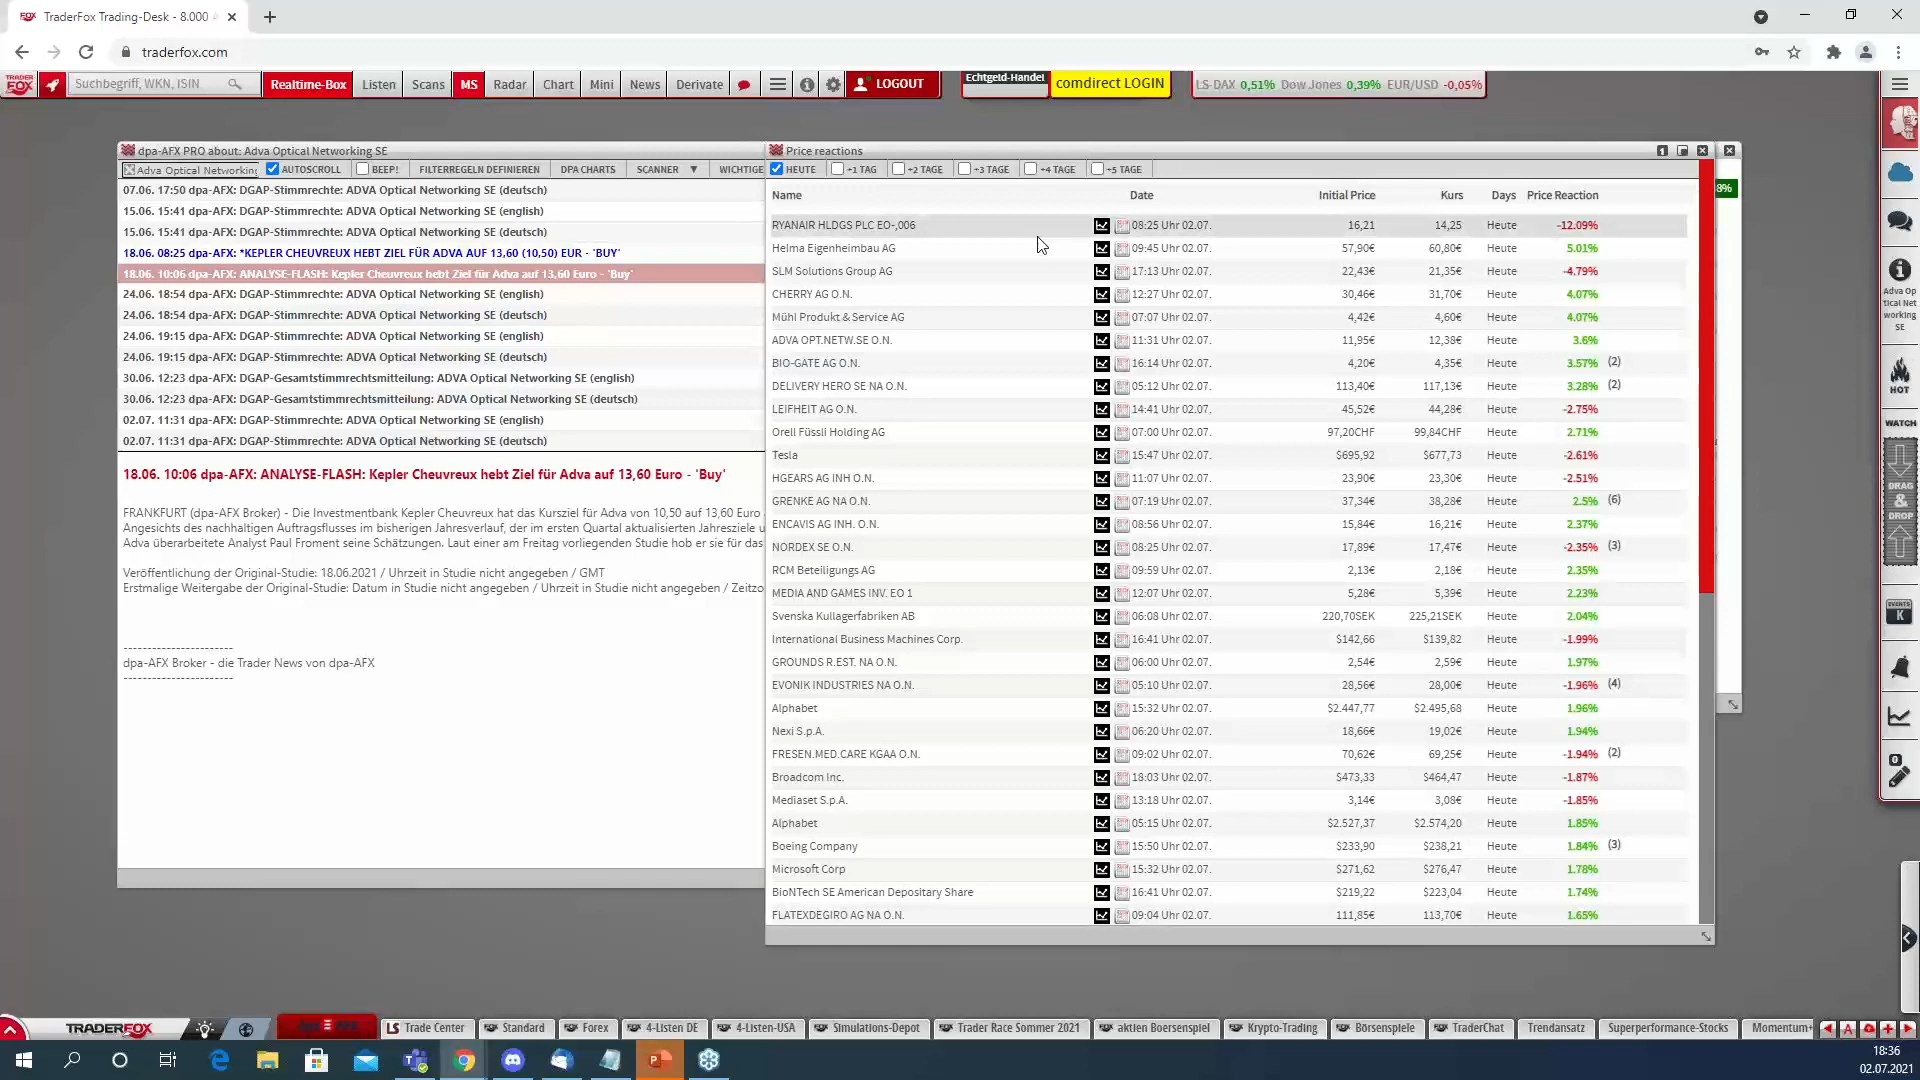 TraderFox Trading-Desk - 8.000
traderfox.com
TRADER FOX Suchbegriff, WKN, ISIN Realtime-Box Listen Scans MS Radar Chart Mini News Derivate LOGOUT Echtgeld-Handel comdirect LOGIN LS-DAX 0,51% Dow Jones 0,39% EUR/USD -0,05%
dpa-AFX PRO about: Adva Optical Networking SE
Adva Optical Networking AUTOSCROLL BEEP! FILTERREGELN DEFINIEREN DPA CHARTS SCANNER ▼ WICHTIGE
07.06. 17:50 dpa-AFX: DGAP-Stimmrechte: ADVA Optical Networking SE (deutsch)
15.06. 15:41 dpa-AFX: DGAP-Stimmrechte: ADVA Optical Networking SE (english)
15.06. 15:41 dpa-AFX: DGAP-Stimmrechte: ADVA Optical Networking SE (deutsch)
18.06. 08:25 dpa-AFX: *KEPLER CHEUVREUX HEBT ZIEL FÜR ADVA AUF 13,60 (10,50) EUR - 'BUY'
18.06. 10:06 dpa-AFX: ANALYSE-FLASH: Kepler Cheuvreux hebt Ziel für Adva auf 13,60 Euro - 'Buy'
24.06. 18:54 dpa-AFX: DGAP-Stimmrechte: ADVA Optical Networking SE (english)
24.06. 18:54 dpa-AFX: DGAP-Stimmrechte: ADVA Optical Networking SE (deutsch)
24.06. 19:15 dpa-AFX: DGAP-Stimmrechte: ADVA Optical Networking SE (english)
24.06. 19:15 dpa-AFX: DGAP-Stimmrechte: ADVA Optical Networking SE (deutsch)
30.06. 12:23 dpa-AFX: DGAP-Gesamtstimmrechtsmitteilung: ADVA Optical Networking SE (english)
30.06. 12:23 dpa-AFX: DGAP-Gesamtstimmrechtsmitteilung: ADVA Optical Networking SE (deutsch)
02.07. 11:31 dpa-AFX: DGAP-Stimmrechte: ADVA Optical Networking SE (english)
02.07. 11:31 dpa-AFX: DGAP-Stimmrechte: ADVA Optical Networking SE (deutsch)
18.06. 10:06 dpa-AFX: ANALYSE-FLASH: Kepler Cheuvreux hebt Ziel für Adva auf 13,60 Euro - 'Buy'
FRANKFURT (dpa-AFX Broker) - Die Investmentbank Kepler Cheuvreux hat das Kursziel für Adva von 10,50 auf 13,60 Euro
Angesichts des nachhaltigen Auftragsflusses im bisherigen Jahresverlauf, der im ersten Quartal aktualisierten Jahresziele u
Adva überarbeitete Analyst Paul Froment seine Schätzungen. Laut einer am Freitag vorliegenden Studie hob er sie für das
Veröffentlichung der Original-Studie: 18.06.2021 / Uhrzeit in Studie nicht angegeben / GMT
Erstmalige Weitergabe der Original-Studie: Datum in Studie nicht angegeben / Uhrzeit in Studie nicht angegeben / Zeitzo
-----------------------
dpa-AFX Broker - die Trader News von dpa-AFX
-----------------------
Price reactions
HEUTE -1 TAG -2 TAGE -3 TAGE -4 TAGE -5 TAGE
Name Date Initial Price Kurs Days Price Reaction
RYANAIR HLDGS PLC EO-,006 08:25 Uhr 02.07. 16,21 14,25 Heute -12.09%
Helma Eigenheimbau AG 09:45 Uhr 02.07. 57,90€ 60,80€ Heute 5.01%
SLM Solutions Group AG 17:13 Uhr 02.07. 22,43€ 21,35€ Heute -4.79%
CHERRY AG O.N. 12:27 Uhr 02.07. 30,46€ 31,70€ Heute 4.07%
Mühl Produkt & Service AG 07:07 Uhr 02.07. 4,42€ 4,60€ Heute 4.07%
ADVA OPT.NETW.SE O.N. 11:31 Uhr 02.07. 11,95€ 12,38€ Heute 3.6%
BIO-GATE AG O.N. 16:14 Uhr 02.07. 4,20€ 4,35€ Heute 3.57% (2)
DELIVERY HERO SE NA O.N. 05:12 Uhr 02.07. 113,40€ 117,13€ Heute 3.28% (2)
LEIFHEIT AG O.N. 14:41 Uhr 02.07. 45,52€ 44,28€ Heute -2.75%
Orell Füssli Holding AG 07:00 Uhr 02.07. 97,20CHF 99,84CHF Heute 2.71%
Tesla 15:47 Uhr 02.07. $695,92 $677,73 Heute -2.61%
HGEARS AG INH O.N. 11:07 Uhr 02.07. 23,90€ 23,30€ Heute -2.51%
GRENKE AG NA O.N. 07:19 Uhr 02.07. 37,34€ 38,28€ Heute 2.5% (6)
ENCAVIS AG INH. O.N. 08:56 Uhr 02.07. 15,84€ 16,21€ Heute 2.37%
NORDEX SE O.N. 08:25 Uhr 02.07. 17,89€ 17,47€ Heute -2.35% (3)
RCM Beteiligungs AG 09:59 Uhr 02.07. 2,13€ 2,18€ Heute 2.35%
MEDIA AND GAMES INV. EO 1 12:07 Uhr 02.07. 5,28€ 5,39€ Heute 2.23%
Svenska Kullagerfabriken AB 06:08 Uhr 02.07. 220,70SEK 225,21SEK Heute 2.04%
International Business Machines Corp. 16:41 Uhr 02.07. $142,66 $139,82 Heute -1.99%
GROUNDS R.EST. NA O.N. 06:00 Uhr 02.07. 2,54€ 2,59€ Heute 1.97%
EVONIK INDUSTRIES NA O.N. 05:10 Uhr 02.07. 28,56€ 28,00€ Heute -1.96% (4)
Alphabet 15:32 Uhr 02.07. $2.447,77 $2.495,68 Heute 1.96%
Nexi S.p.A. 06:20 Uhr 02.07. 18,66€ 19,02€ Heute 1.94%
FRESEN.MED.CARE KGAA O.N. 09:02 Uhr 02.07. 70,62€ 69,25€ Heute -1.94% (2)
Broadcom Inc. 18:03 Uhr 02.07. $473,33 $464,47 Heute -1.87%
Mediaset S.p.A. 13:18 Uhr 02.07. 3,14€ 3,08€ Heute -1.85%
Alphabet 05:15 Uhr 02.07. $2.527,37 $2.574,20 Heute 1.85%
Boeing Company 15:50 Uhr 02.07. $233,90 $238,21 Heute 1.84% (3)
Microsoft Corp 15:32 Uhr 02.07. $271,62 $276,47 Heute 1.78%
BioNTech SE American Depositary Share 16:41 Uhr 02.07. $219,22 $223,04 Heute 1.74%
FLATEXDEGIRO AG NA O.N. 09:04 Uhr 02.07. 111,85€ 113,70€ Heute 1.65%
8%
Adva Op
tical Net
working
SE
HOT
WATCH
DRAG
&
DROP
EVENTS
K
0
TRADERFOX LS Trade Center Standard Forex 4-Listen DE 4-Listen-USA Simulations-Depot Trader Race Sommer 2021 aktien Boersenspiel Krypto-Trading Börsenspiele TraderChat Trendansatz Superperformance-Stocks Momentum+ A
18:36
02.07.2021